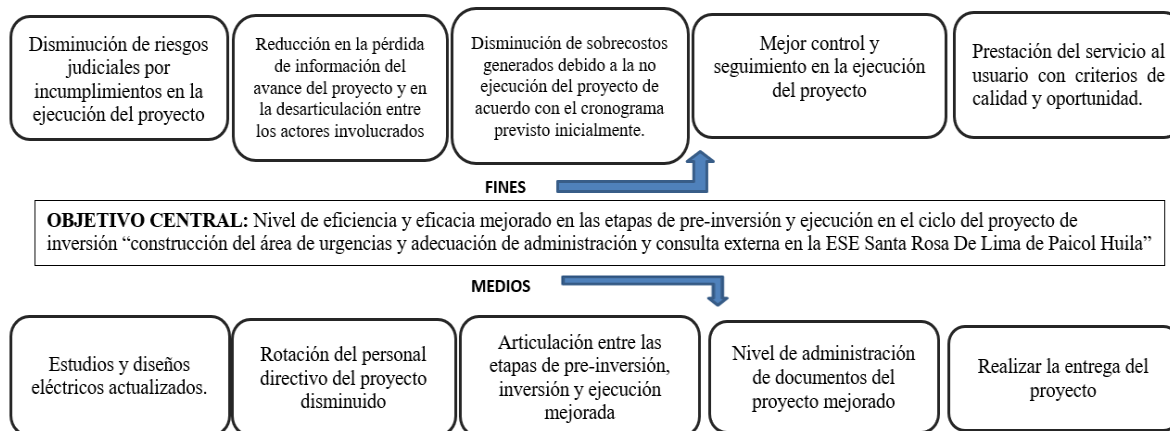 Disminución de riesgos
judiciales por
incumplimientos en la
ejecución del proyecto
Reducción en la pérdida
de información del
avance del proyecto y en
la desarticulación entre
los actores involucrados
Disminución de sobrecostos
generados debido a la no
ejecución del proyecto de
acuerdo con el cronograma
previsto inicialmente.
Mejor control y
seguimiento en la ejecución
del proyecto
Prestación del servicio al
usuario con criterios de
calidad y oportunidad.
FINES
OBJETIVO CENTRAL: Nivel de eficiencia y eficacia mejorado en las etapas de pre-inversión y ejecución en el ciclo del proyecto de
inversión “construcción del área de urgencias y adecuación de administración y consulta externa en la ESE Santa Rosa De Lima de Paicol Huila”
MEDIOS
Estudios y diseños
eléctricos actualizados.
Rotación del personal
directivo del proyecto
disminuido
Articulación entre las
etapas de pre-inversión,
inversión y ejecución
mejorada
Nivel de administración
de documentos del
proyecto mejorado
Realizar la entrega del
proyecto